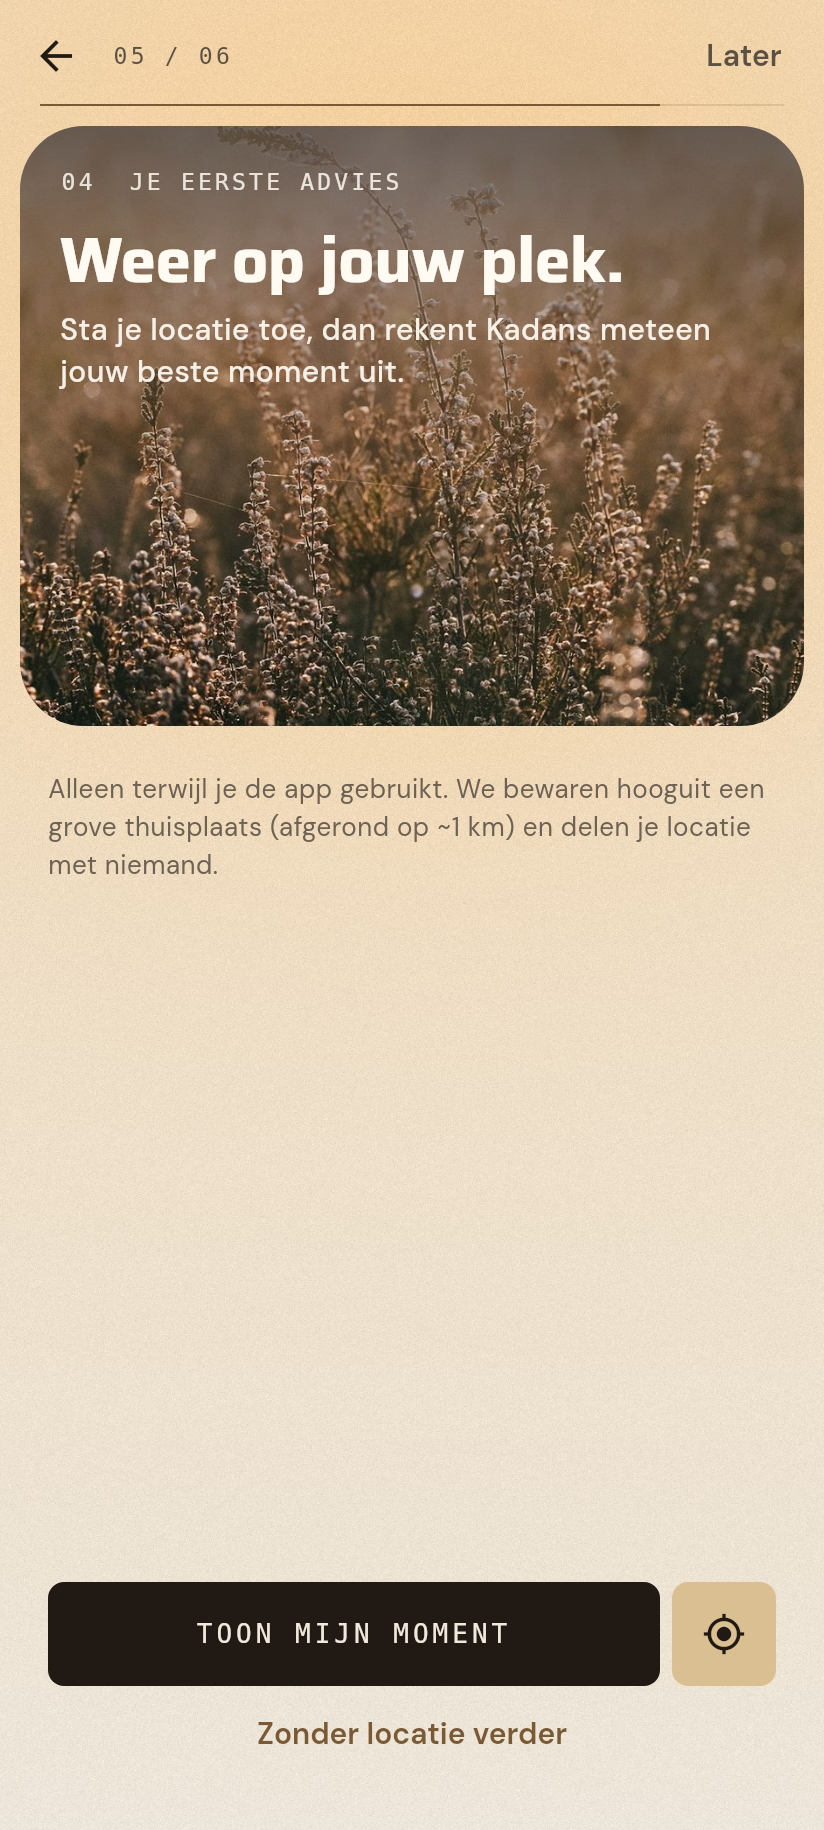 05 / 06
Later
04 JE EERSTE ADVIES
Weer op jouw plek.
Sta je locatie toe, dan rekent Kadans meteen
jouw beste moment uit.
Alleen terwijl je de app gebruikt. We bewaren hooguit een
grove thuisplaats (afgerond op ~1 km) en delen je locatie
met niemand.
TOON MIJN MOMENT
Zonder locatie verder